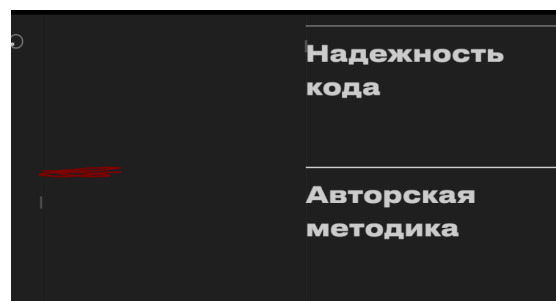 Надежность
кода
Авторская
методика